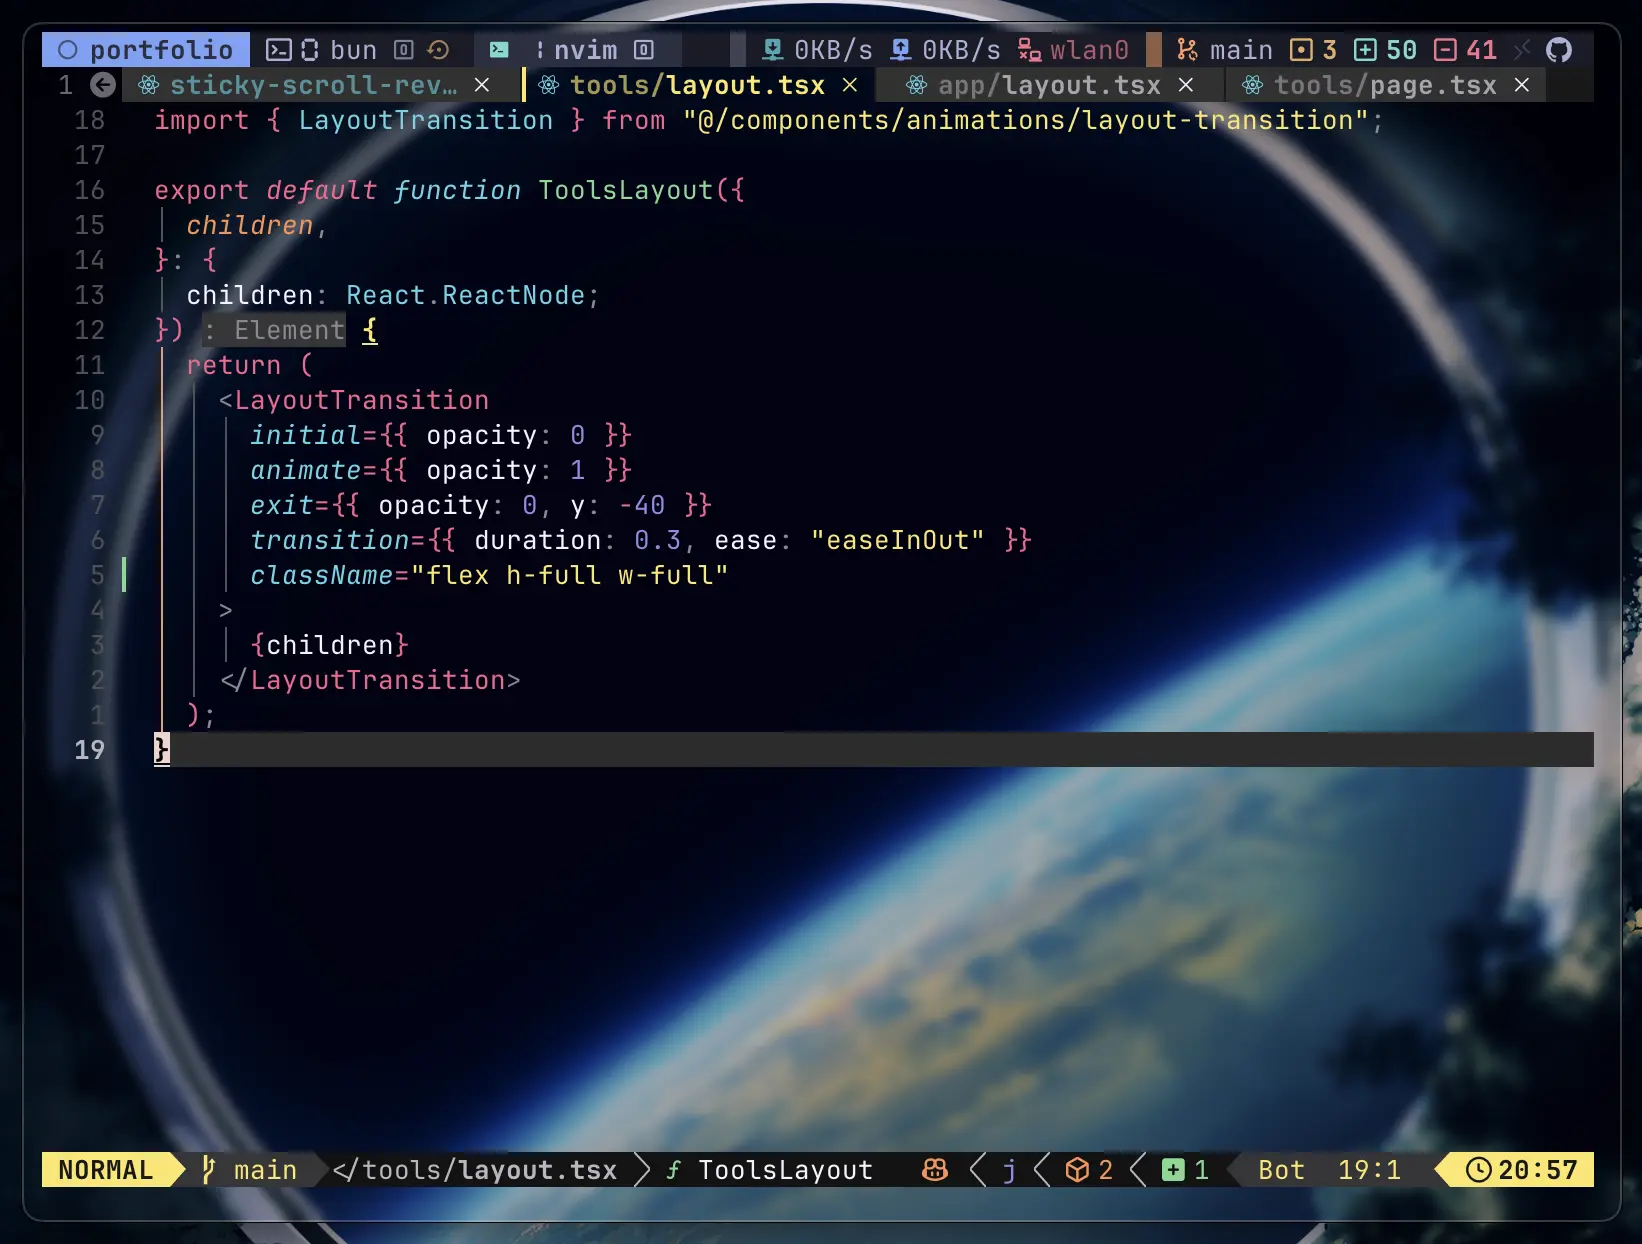 portfolio bun 0 nvim 0 0KB/s 0KB/s wlan0 main 3 50 41
1 sticky-scroll-rev… × tools/layout.tsx × app/layout.tsx × tools/page.tsx ×
18 import { LayoutTransition } from "@/components/animations/layout-transition";
17
16 export default function ToolsLayout({
15 children,
14 }: {
13 children: React.ReactNode;
12 }) : Element {
11 return (
10 <LayoutTransition
9 initial={{ opacity: 0 }}
8 animate={{ opacity: 1 }}
7 exit={{ opacity: 0, y: -40 }}
6 transition={{ duration: 0.3, ease: "easeInOut" }}
5 className="flex h-full w-full"
4 >
3 {children}
2 </LayoutTransition>
1 );
19 }
NORMAL main </tools/layout.tsx ƒ ToolsLayout j 2 1 Bot 19:1 20:57